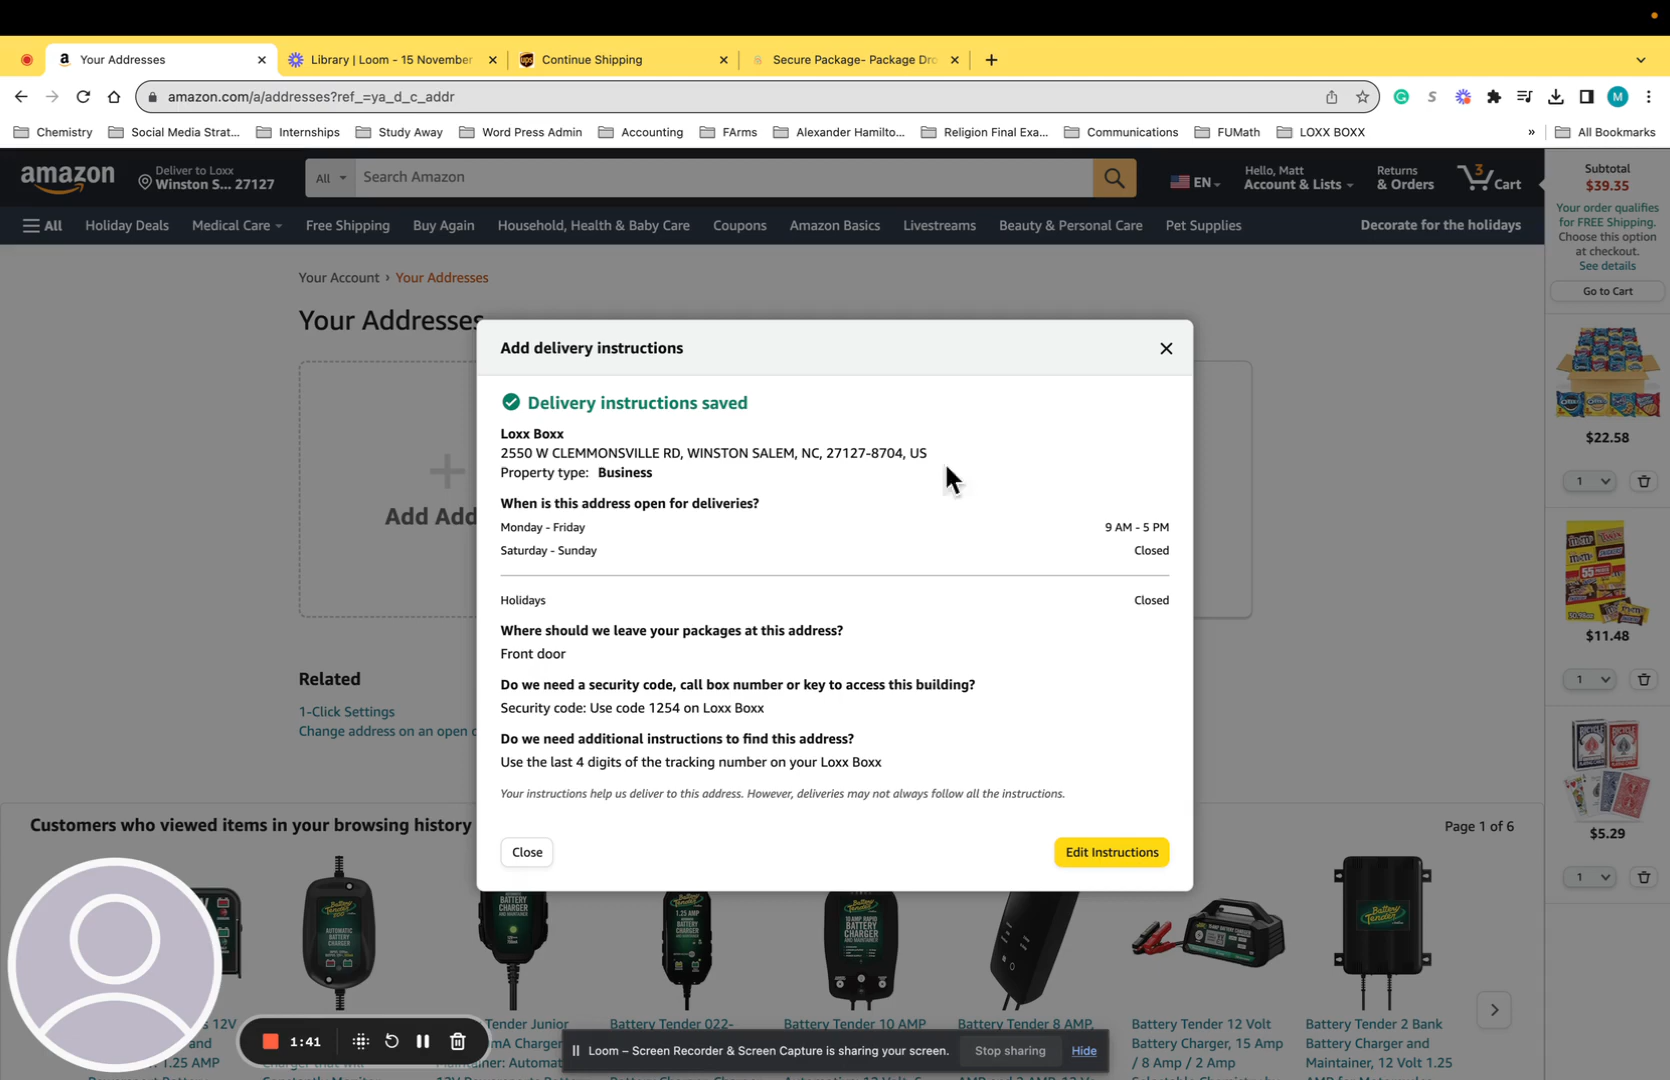 Your Addresses
Library | Loom - 15 November
ups
Continue Shipping
Secure Package- Package Dro
amazon.com/a/addresses?ref_=ya_d_c_addr
M
Chemistry
Social Media Strat...
Internships
Study Away
Word Press Admin
Accounting
FArms
Alexander Hamilto...
Religion Final Exa...
Communications
FUMath
LOXX BOXX
»
All Bookmarks
amazon
Deliver to Loxx
Winston S... 27127
All
Search Amazon
EN
Hello, Matt
Account & Lists
Returns
& Orders
3
Cart
Subtotal
$39.35
Your order qualifies
for FREE Shipping.
Choose this option
at checkout.
See details
Go to Cart
All
Holiday Deals
Medical Care
Free Shipping
Buy Again
Household, Health & Baby Care
Coupons
Amazon Basics
Livestreams
Beauty & Personal Care
Pet Supplies
Decorate for the holidays
Your Account › Your Addresses
Your Addresses
Add Add
Add delivery instructions
Delivery instructions saved
Loxx Boxx
2550 W CLEMMONSVILLE RD, WINSTON SALEM, NC, 27127-8704, US
Property type: Business
When is this address open for deliveries?
Monday - Friday
9 AM - 5 PM
Saturday - Sunday
Closed
Holidays
Closed
Where should we leave your packages at this address?
Front door
Do we need a security code, call box number or key to access this building?
Security code: Use code 1254 on Loxx Boxx
Do we need additional instructions to find this address?
Use the last 4 digits of the tracking number on your Loxx Boxx
Your instructions help us deliver to this address. However, deliveries may not always follow all the instructions.
Close
Edit Instructions
$22.58
1
$11.48
1
$5.29
1
Related
1-Click Settings
Change address on an open o
Customers who viewed items in your browsing history
Page 1 of 6
s 12V
and
1.25 AMP
Tender Junior
mA Charger
Battery Tender 022-
Battery Tender 10 AMP
Battery Tender 8 AMP,
Battery Tender 12 Volt
Battery Charger, 15 Amp
/ 8 Amp / 2 Amp
Battery Tender 2 Bank
Battery Charger and
Maintainer, 12 Volt 1.25
1:41
Loom – Screen Recorder & Screen Capture is sharing your screen.
Stop sharing
Hide